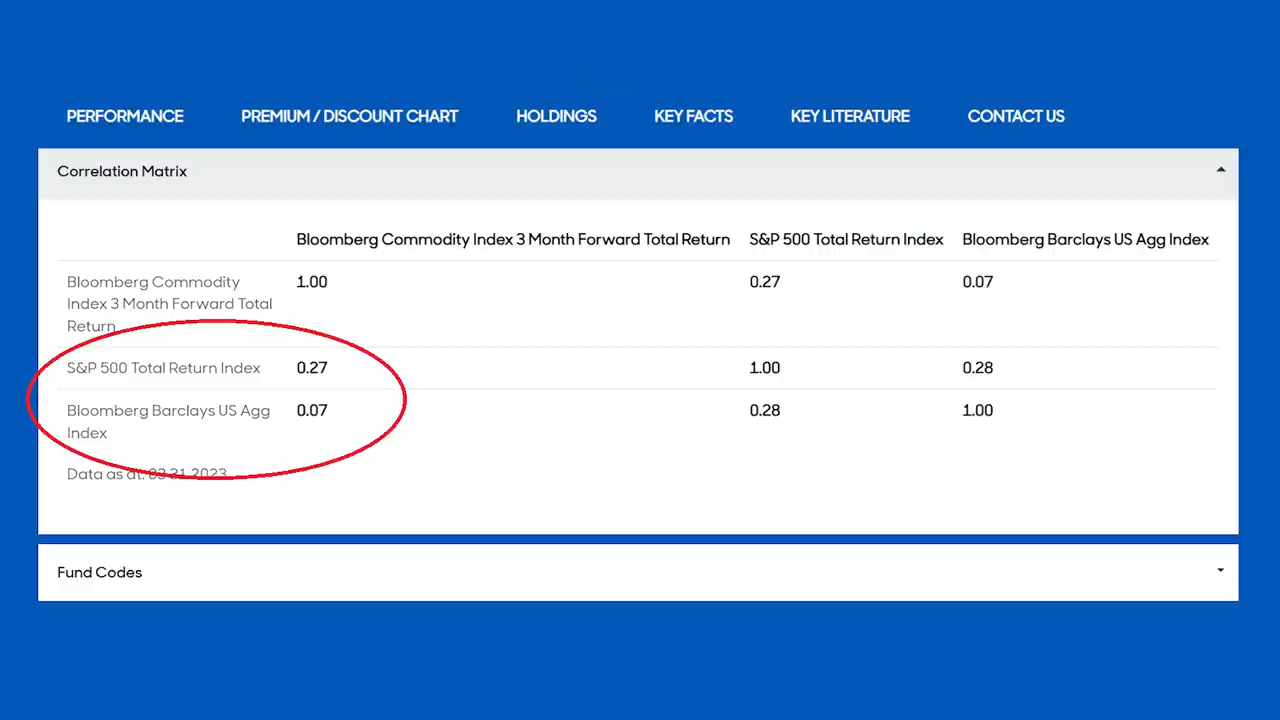 PERFORMANCE PREMIUM / DISCOUNT CHART HOLDINGS KEY FACTS KEY LITERATURE CONTACT US
Correlation Matrix
Bloomberg Commodity Index 3 Month Forward Total Return S&P 500 Total Return Index Bloomberg Barclays US Agg Index
Bloomberg Commodity 1.00 0.27 0.07
Index 3 Month Forward Total
Return
S&P 500 Total Return Index 0.27 1.00 0.28
Bloomberg Barclays US Agg 0.07 0.28 1.00
Index
Data as at: 03.31.2023
Fund Codes